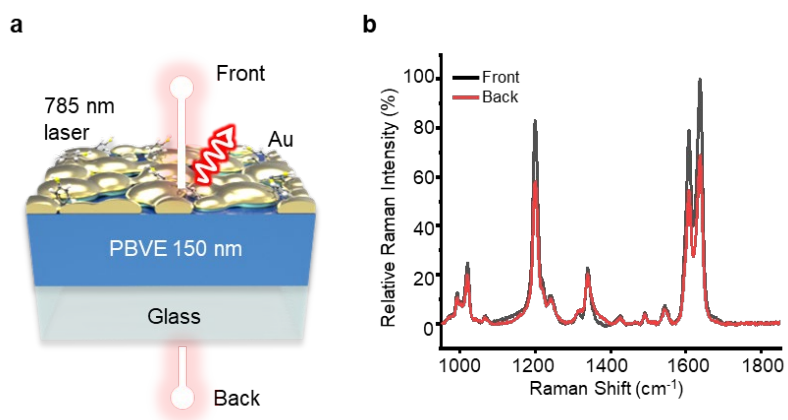 a
Front
785 nm
laser
Au
PBVE 150 nm
Glass
Back
b
Relative Raman Intensity (%)
100
80
60
40
20
0
Front
Back
1000
1200
1400
1600
1800
Raman Shift (cm⁻¹)